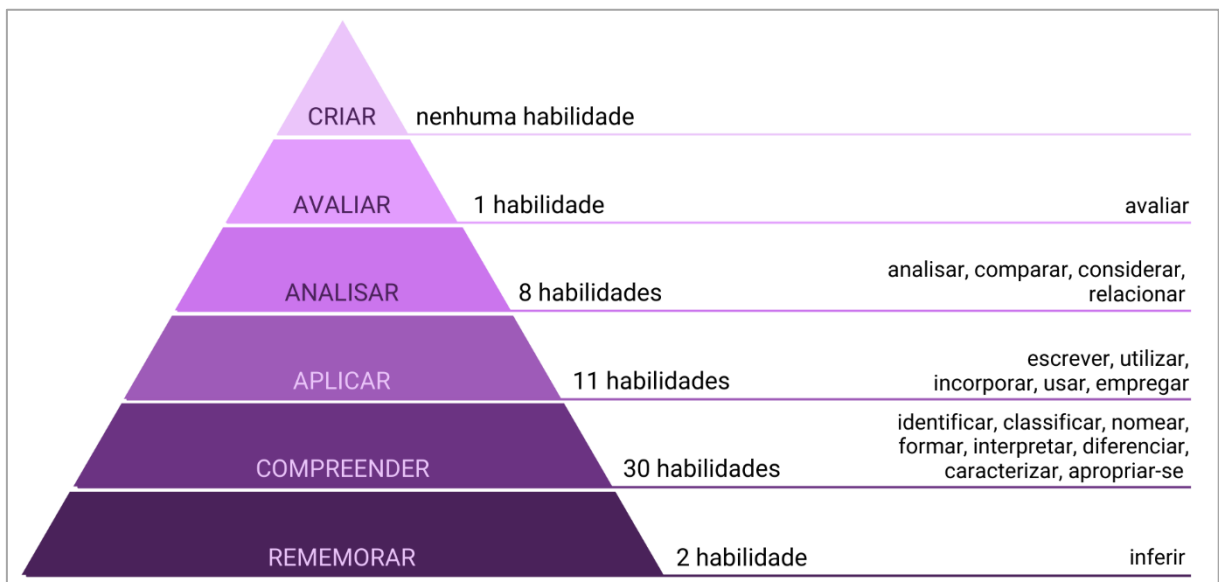 CRIAR nenhuma habilidade
AVALIAR 1 habilidade avaliar
analisar, comparar, considerar,
ANALISAR 8 habilidades relacionar
escrever, utilizar,
APLICAR 11 habilidades incorporar, usar, empregar
identificar, classificar, nomear,
formar, interpretar, diferenciar,
COMPREENDER 30 habilidades caracterizar, apropriar-se
REMEMORAR 2 habilidade inferir